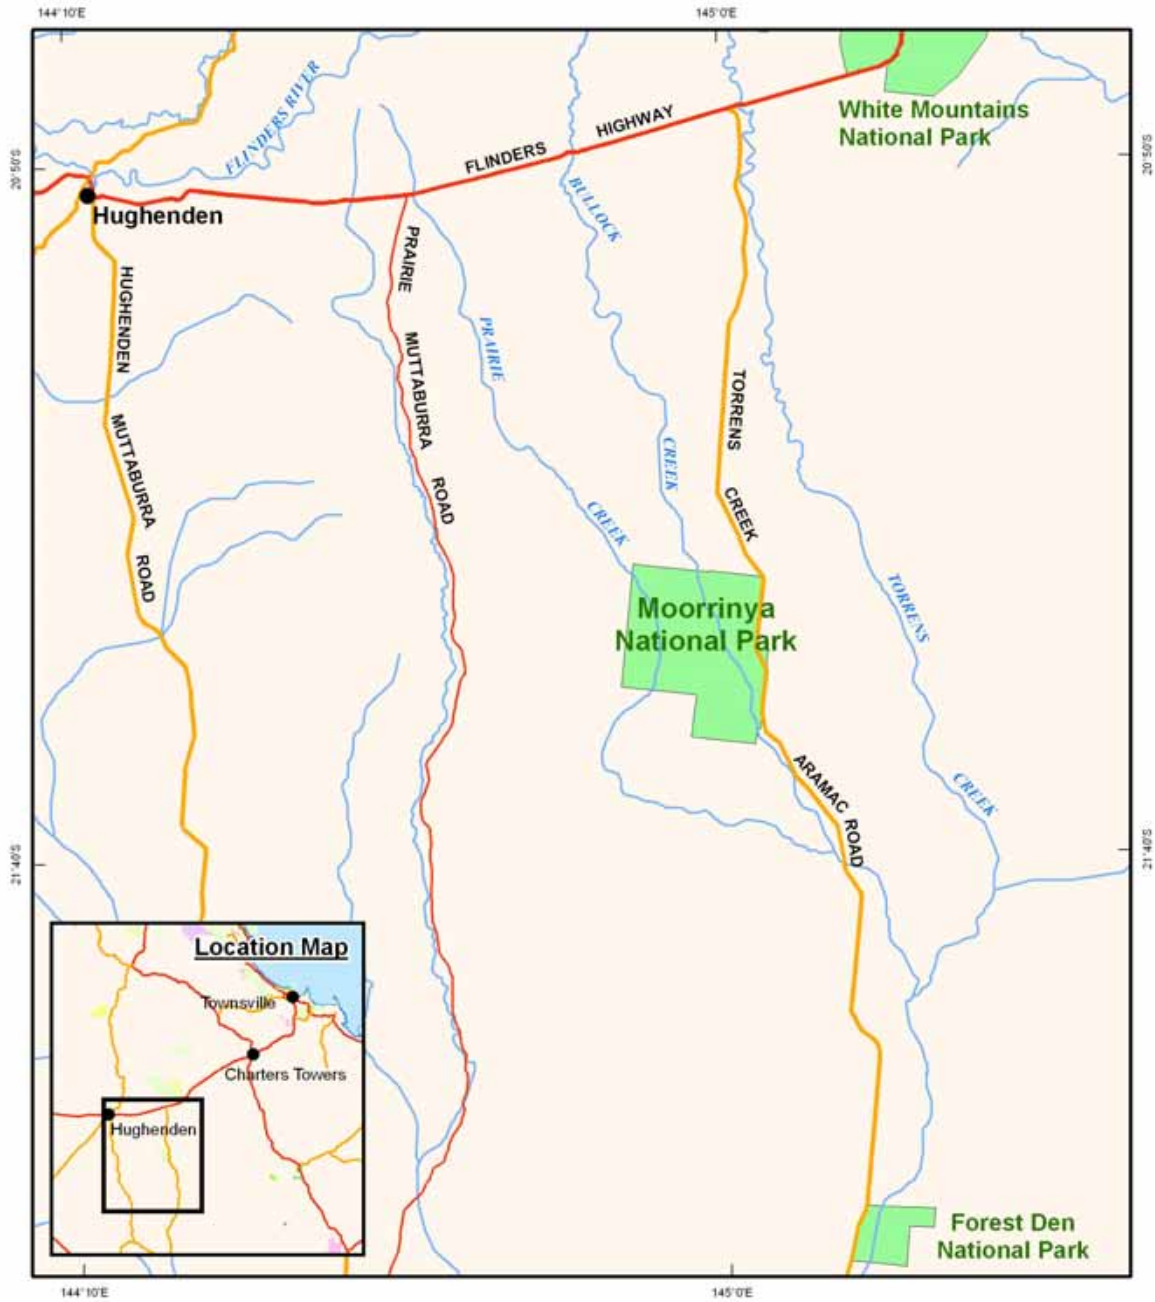 144°10'E
145°0'E
FLINDERS RIVER
FLINDERS
HIGHWAY
White Mountains
National Park
20°50'S
20°50'S
Hughenden
BULLOCK
PRAIRIE
HUGHENDEN
PRAIRIE
MUTTABURRA
TORRENS
MUTTABURRA
CREEK
ROAD
CREEK
CREEK
ROAD
TORRENS
Moorrinya
National Park
CREEK
ARAMAC
ROAD
21°40'S
21°40'S
Location Map
Townsville
Charters Towers
Hughenden
Forest Den
National Park
144°10'E
145°0'E